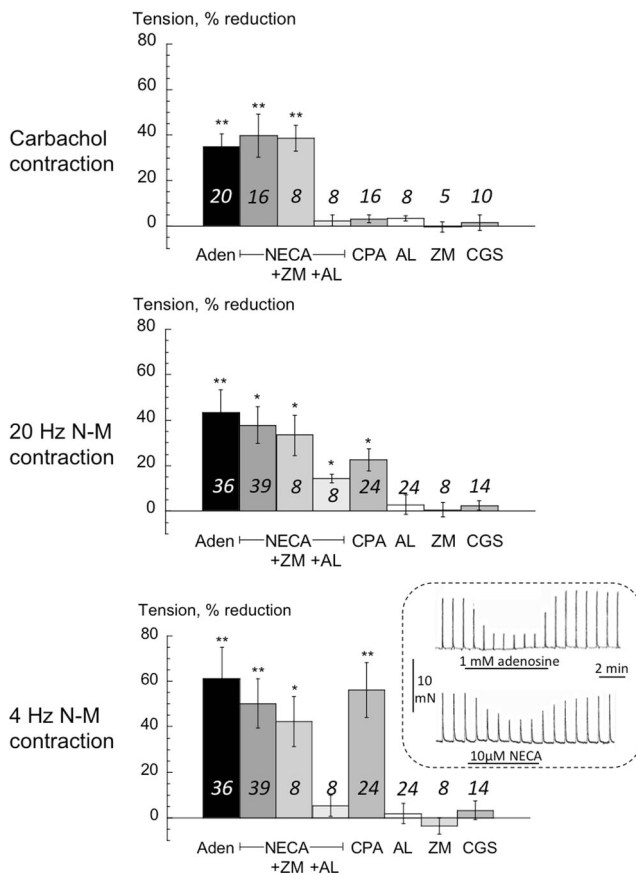 Tension, % reduction
80
60
40
20
0
Carbachol
contraction
** ** **
20 16 8 8 16 8 5 10
Aden NECA CPA AL ZM CGS
+ZM +AL
Tension, % reduction
80
60
40
20
0
20 Hz N-M
contraction
** * * * *
36 39 8 8 24 24 8 14
Aden NECA CPA AL ZM CGS
+ZM +AL
Tension, % reduction
80
60
40
20
0
4 Hz N-M
contraction
** ** * **
36 39 8 8 24 24 8 14
Aden NECA CPA AL ZM CGS
+ZM +AL
1 mM adenosine
2 min
10
mN
10µM NECA